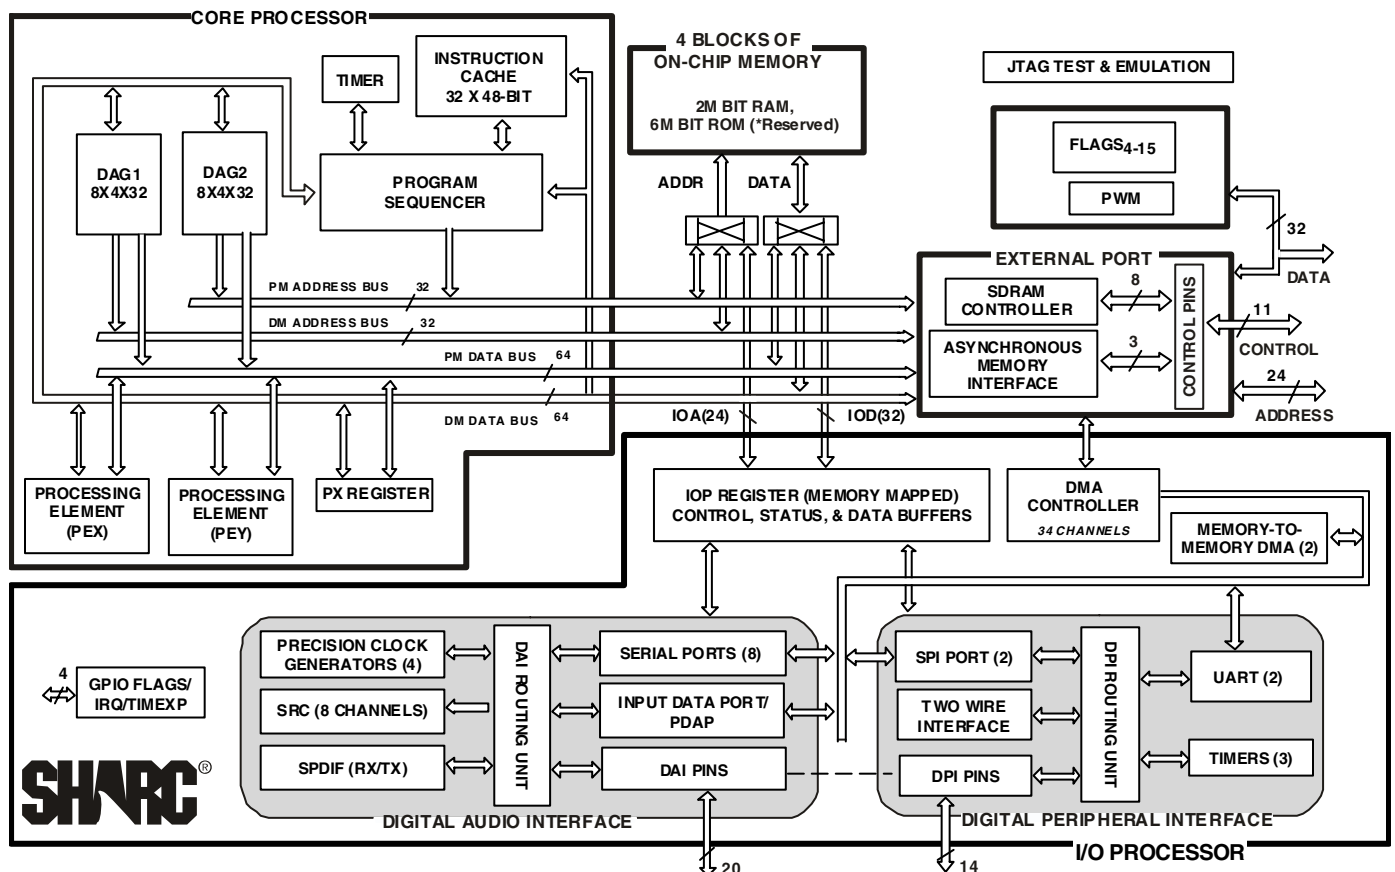 CORE PROCESSOR
TIMER
INSTRUCTION
CACHE
32 X 48-BIT
DAG1
8X4X32
DAG2
8X4X32
PROGRAM
SEQUENCER
4 BLOCKS OF
ON-CHIP MEMORY
2M BIT RAM,
6M BIT ROM (*Reserved)
ADDR
DATA
JTAG TEST & EMULATION
FLAGS4-15
PWM
32
DATA
EXTERNAL PORT
SDRAM
CONTROLLER
8
ASYNCHRONOUS
MEMORY
INTERFACE
3
CONTROL PINS
11
CONTROL
24
ADDRESS
PM ADDRESS BUS
32
DM ADDRESS BUS
32
PM DATA BUS
64
DM DATA BUS
64
IOA(24)
IOD(32)
PROCESSING
ELEMENT
(PEX)
PROCESSING
ELEMENT
(PEY)
PX REGISTER
IOP REGISTER (MEMORY MAPPED)
CONTROL, STATUS, & DATA BUFFERS
DMA
CONTROLLER
34 CHANNELS
MEMORY-TO-
MEMORY DMA (2)
4
GPIO FLAGS/
IRQ/TIMEXP
PRECISION CLOCK
GENERATORS (4)
SRC (8 CHANNELS)
SPDIF (RX/TX)
DAI ROUTING UNIT
SERIAL PORTS (8)
INPUT DATA PORT/
PDAP
DAI PINS
DIGITAL AUDIO INTERFACE
20
SPI PORT (2)
TWO WIRE
INTERFACE
DPI PINS
DPI ROUTING UNIT
UART (2)
TIMERS (3)
DIGITAL PERIPHERAL INTERFACE
14
I/O PROCESSOR
SHARC®